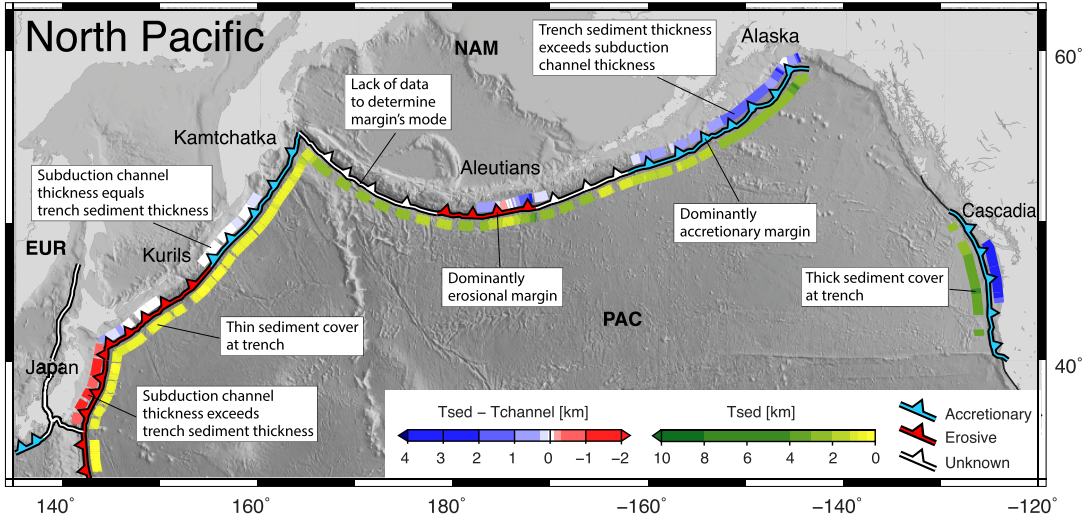 North Pacific
NAM
Trench sediment thickness
exceeds subduction
channel thickness
Alaska
60°
Lack of data
to determine
margin's mode
Kamtchatka
Aleutians
Subduction channel
thickness equals
trench sediment thickness
Cascadia
Dominantly
accretionary margin
EUR
Kurils
Dominantly
erosional margin
Thick sediment cover
at trench
PAC
Thin sediment cover
at trench
Japan
40°
Subduction channel
thickness exceeds
trench sediment thickness
Tsed – Tchannel [km]
4 3 2 1 0 −1 −2
Tsed [km]
10 8 6 4 2 0
Accretionary
Erosive
Unknown
140° 160° 180° −160° −140° −120°